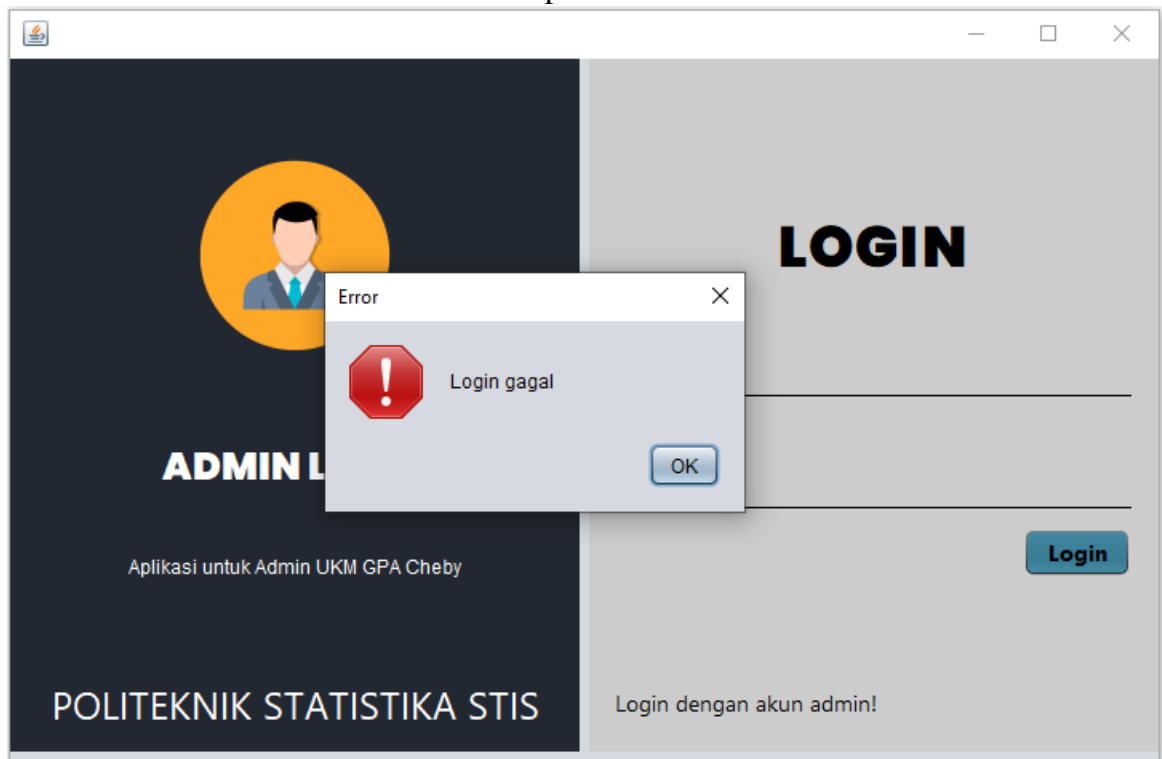 ADMIN L
Aplikasi untuk Admin UKM GPA Cheby
POLITEKNIK STATISTIKA STIS
Error
Login gagal
OK
LOGIN
Login
Login dengan akun admin!